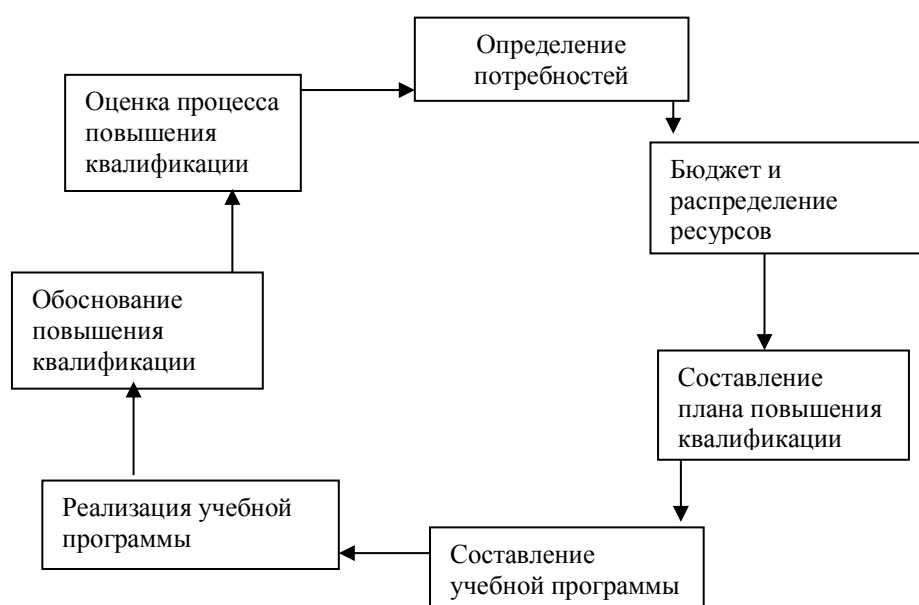 Определение
потребностей
Оценка процесса
повышения
квалификации
Бюджет и
распределение
ресурсов
Обоснование
повышения
квалификации
Составление
плана повышения
квалификации
Реализация учебной
программы
Составление
учебной программы